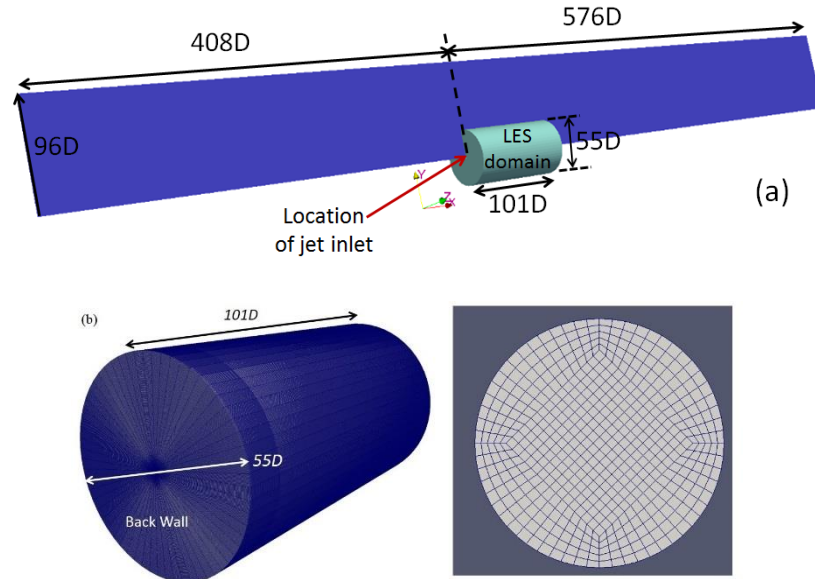 408D
576D
96D
LES
domain
55D
Y
Z
X
101D
Location
of jet inlet
(a)
(b)
101D
55D
Back Wall